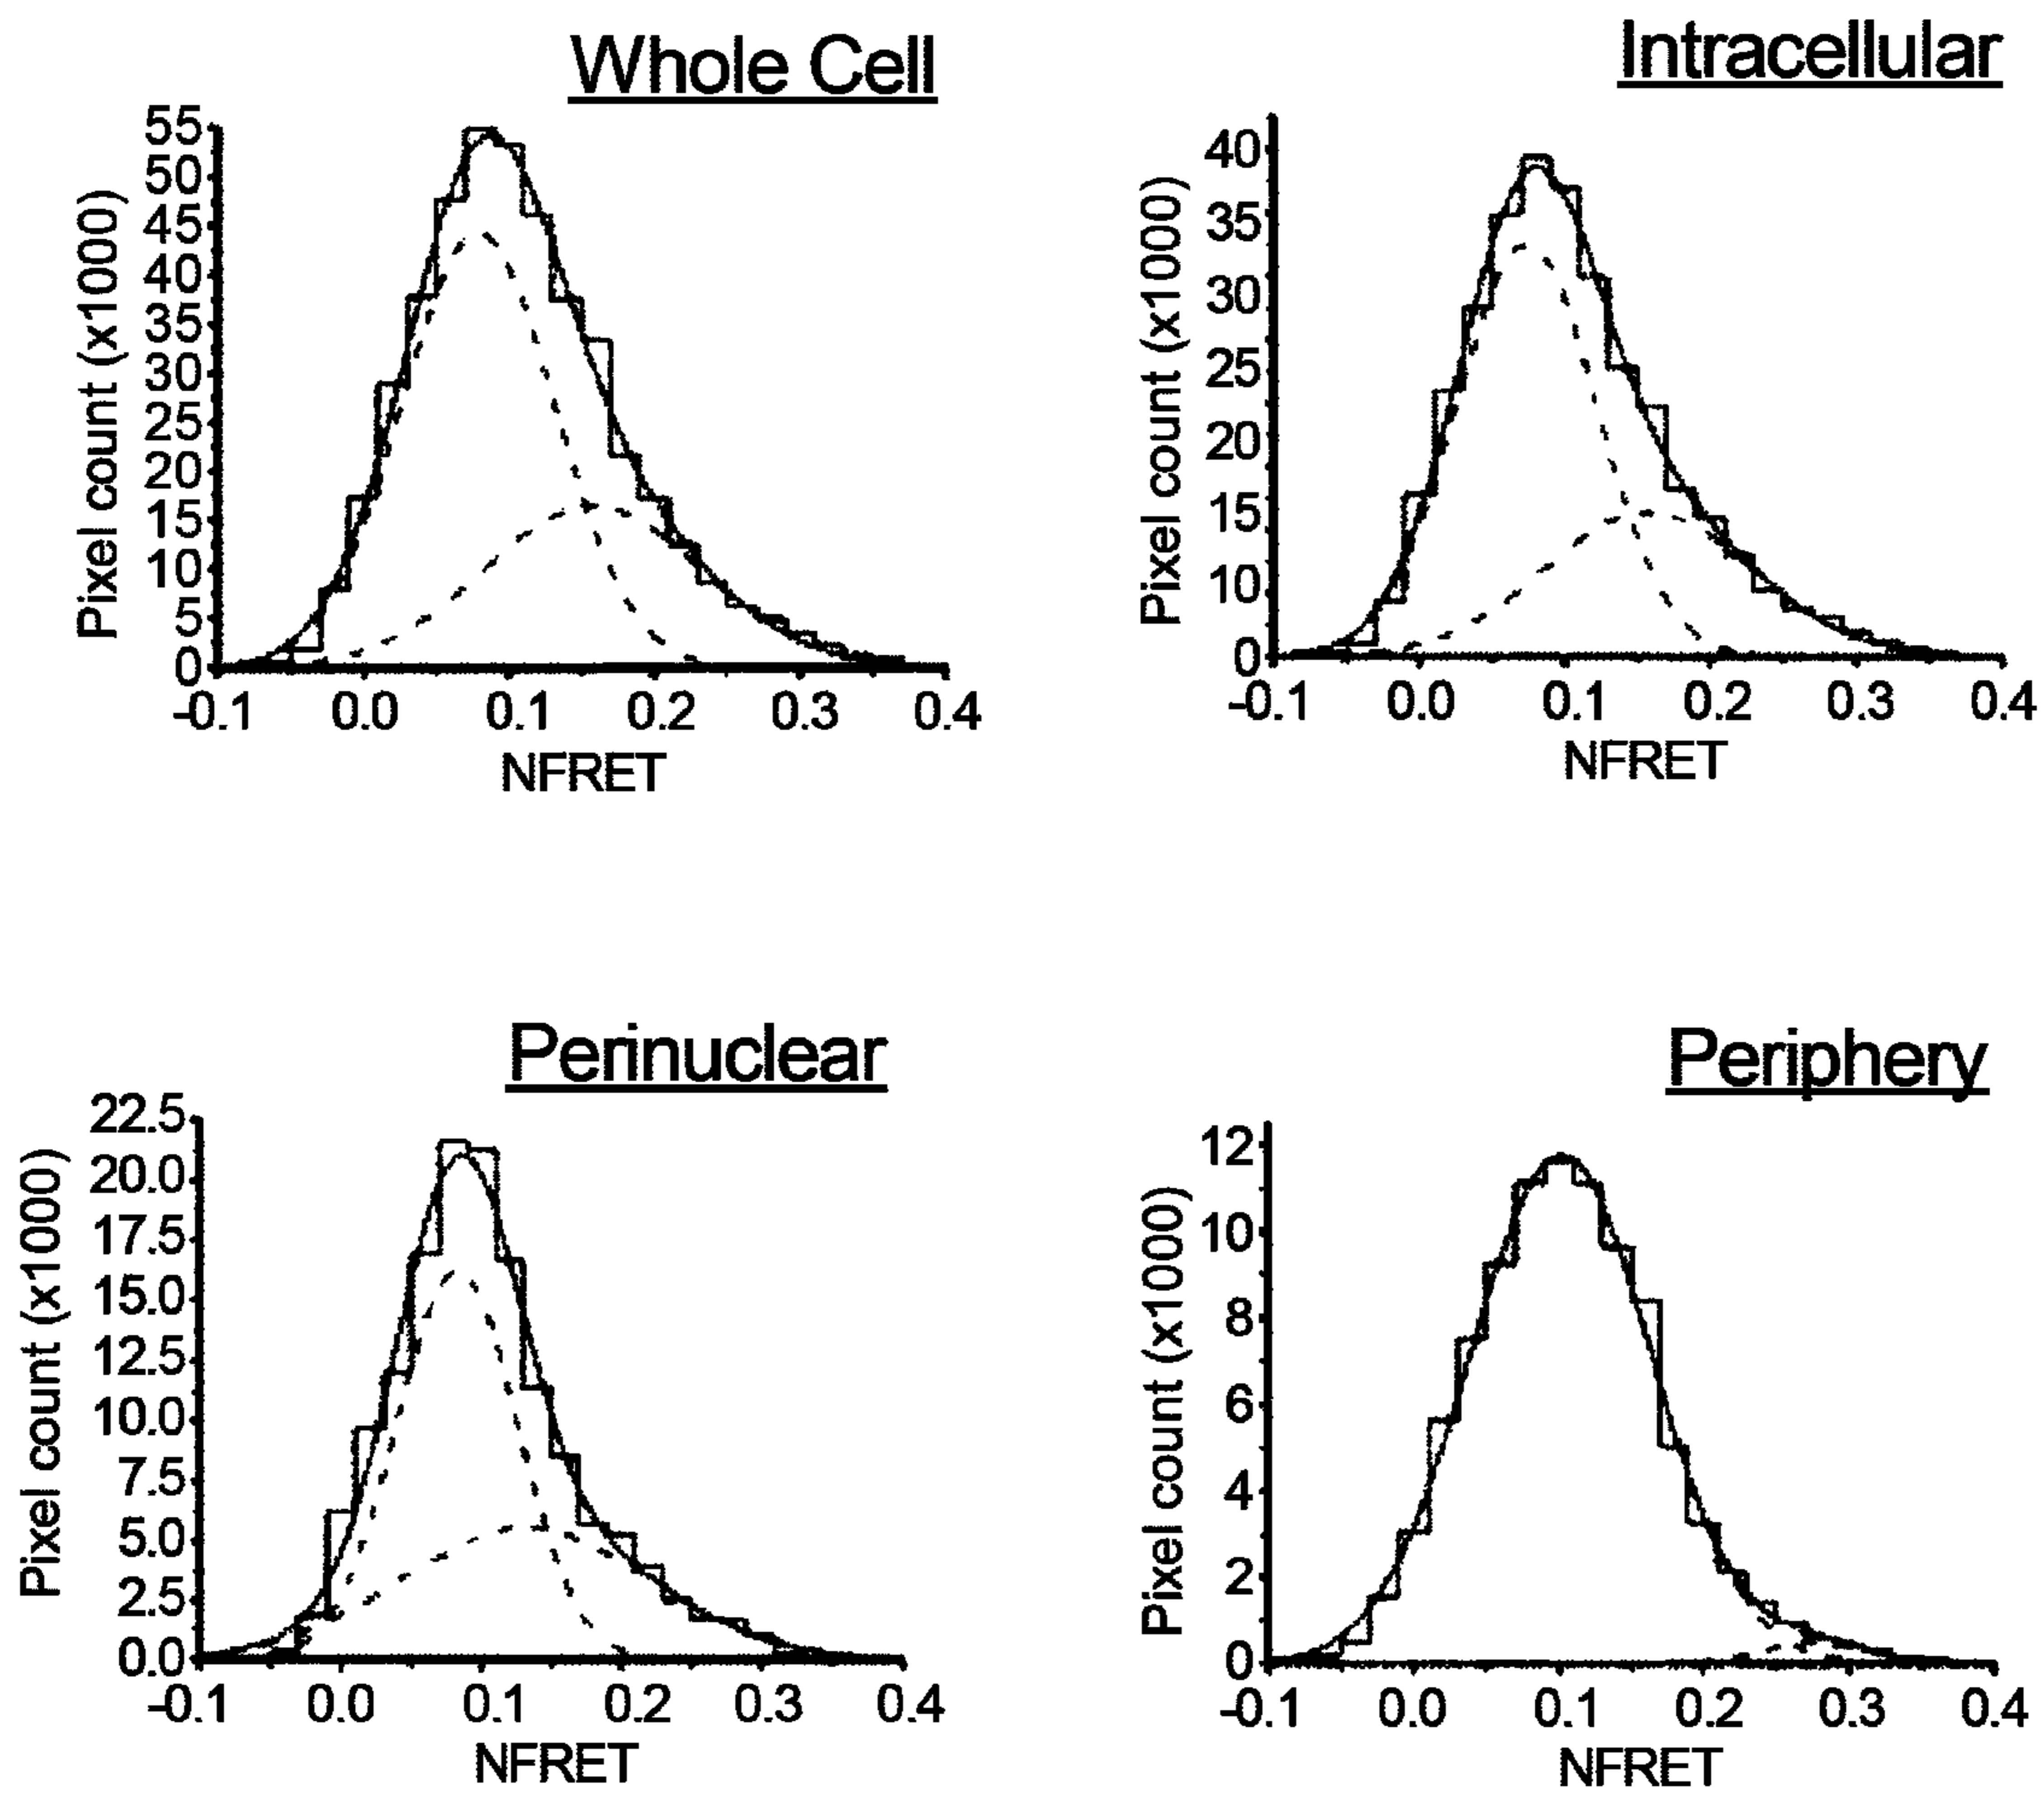 Whole Cell
Pixel count (x1000)
55
50
45
40
35
30
25
20
15
10
5
0
-0.1 0.0 0.1 0.2 0.3 0.4
NFRET
Intracellular
Pixel count (x1000)
40
35
30
25
20
15
10
0
-0.1 0.0 0.1 0.2 0.3 0.4
NFRET
Perinuclear
Pixel count (x1000)
22.5
20.0
17.5
15.0
12.5
10.0
7.5
5.0
2.5
0.0
-0.1 0.0 0.1 0.2 0.3 0.4
NFRET
Periphery
Pixel count (x1000)
12
10
8
6
4
2
0
-0.1 0.0 0.1 0.2 0.3 0.4
NFRET